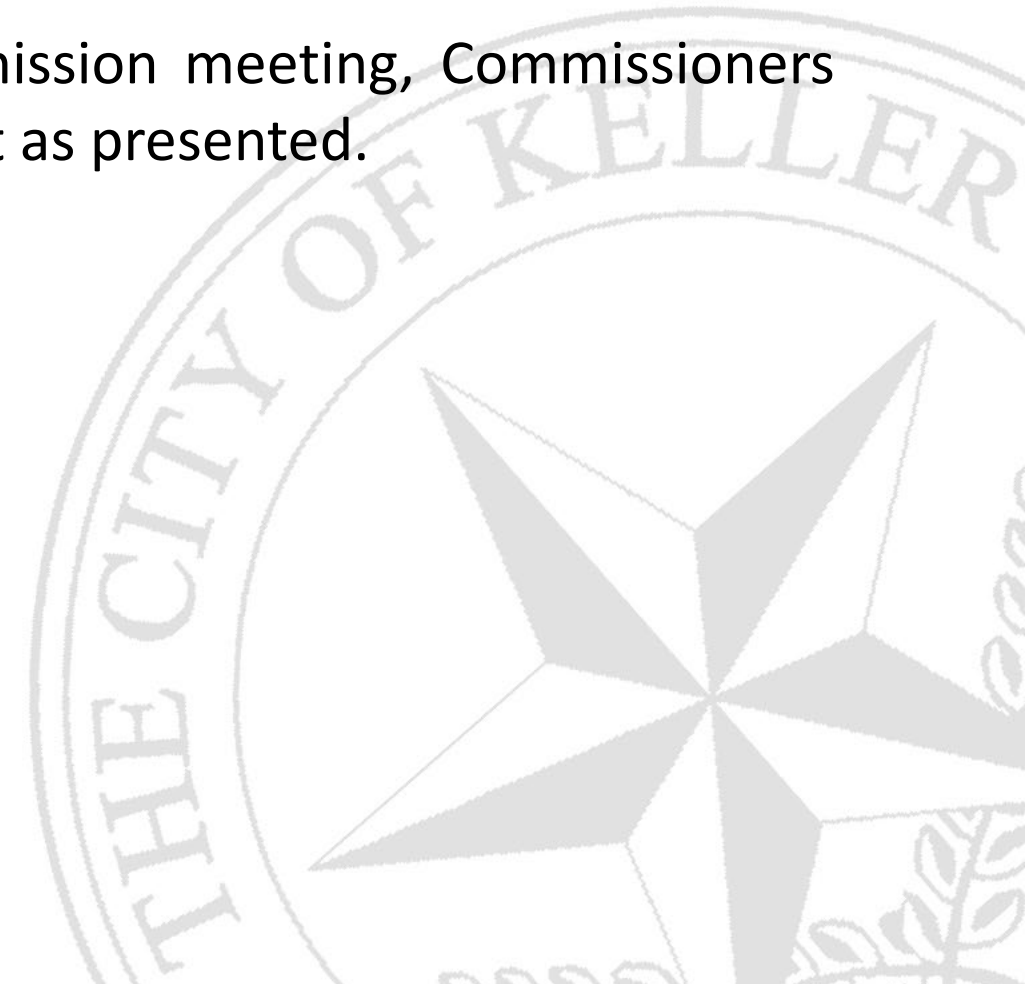 meeting, Commissioners
as presented.
THE CITY OF KELLER